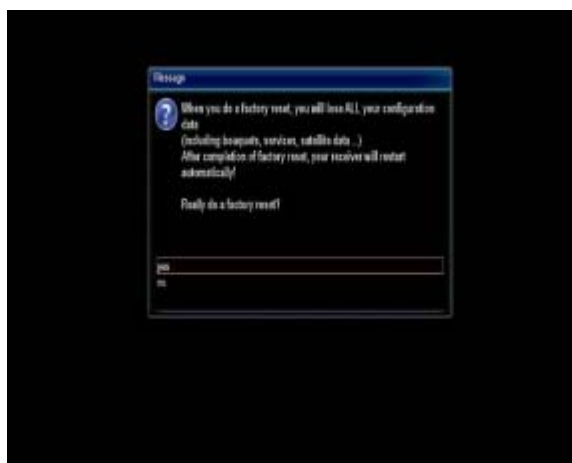 Message
When you do a factory reset, you will lose ALL your configuration
data
(including bouquets, services, satellite data ...)
After completion of factory reset, your receiver will restart
automatically!
Really do a factory reset?
yes
no